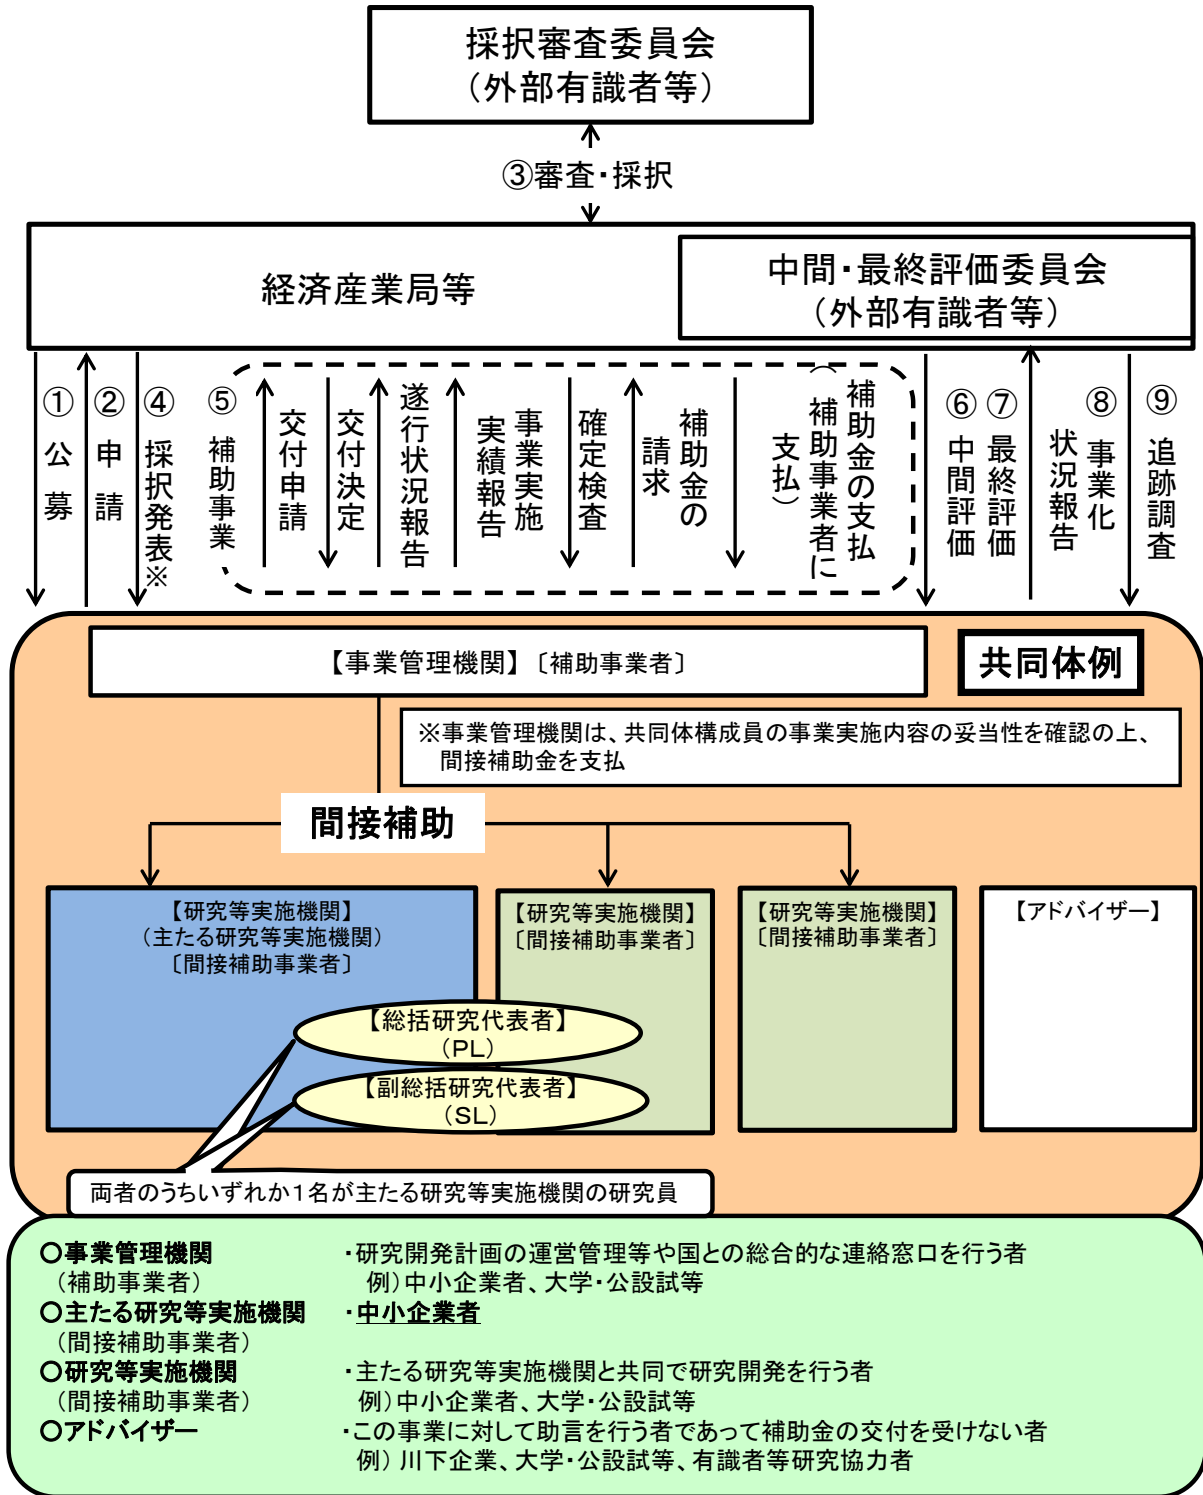 採択審査委員会
（外部有識者等）
③審査・採択
経済産業局等
中間・最終評価委員会
（外部有識者等）
①公募
②申請
④採択発表※
⑤補助事業
交付申請
交付決定
遂行状況報告
事業実施
実績報告
確定検査
補助金の
請求
補助金の支払
（補助事業者に
支払）
⑥中間評価
⑦最終評価
⑧事業化
状況報告
⑨追跡調査
【事業管理機関】〔補助事業者〕
共同体例
※事業管理機関は、共同体構成員の事業実施内容の妥当性を確認の上、
間接補助金を支払
間接補助
【研究等実施機関】
（主たる研究等実施機関）
〔間接補助事業者〕
【研究等実施機関】
〔間接補助事業者〕
【研究等実施機関】
〔間接補助事業者〕
【アドバイザー】
【総括研究代表者】
（PL）
【副総括研究代表者】
（SL）
両者のうちいずれか１名が主たる研究等実施機関の研究員
○事業管理機関　・研究開発計画の運営管理等や国との総合的な連絡窓口を行う者
（補助事業者）　例）中小企業者、大学・公設試等
○主たる研究等実施機関　・中小企業者
（間接補助事業者）
○研究等実施機関　・主たる研究等実施機関と共同で研究開発を行う者
（間接補助事業者）　例）中小企業者、大学・公設試等
○アドバイザー　・この事業に対して助言を行う者であって補助金の交付を受けない者
例）川下企業、大学・公設試等、有識者等研究協力者